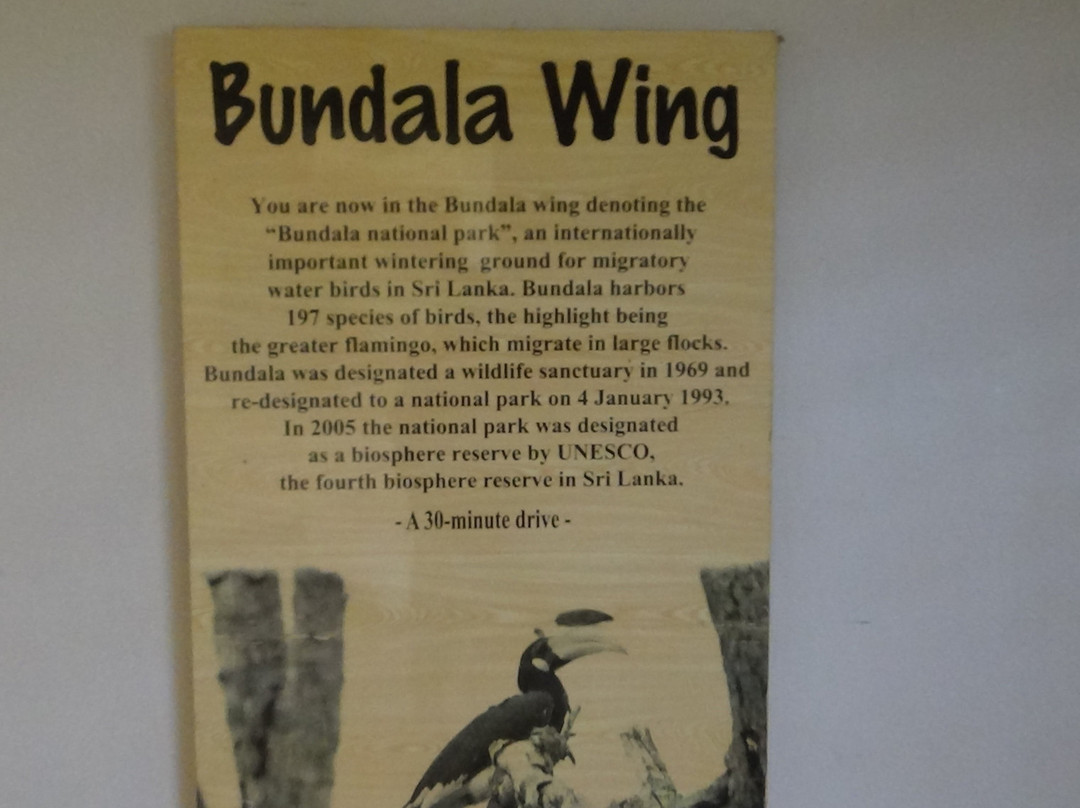 Bundala Wing
You are now in the Bundala wing denoting the
“Bundala national park”, an internationally
important wintering ground for migratory
water birds in Sri Lanka. Bundala harbors
197 species of birds, the highlight being
the greater flamingo, which migrate in large flocks.
Bundala was designated a wildlife sanctuary in 1969 and
re-designated to a national park on 4 January 1993.
In 2005 the national park was designated
as a biosphere reserve by UNESCO,
the fourth biosphere reserve in Sri Lanka.
- A 30-minute drive -